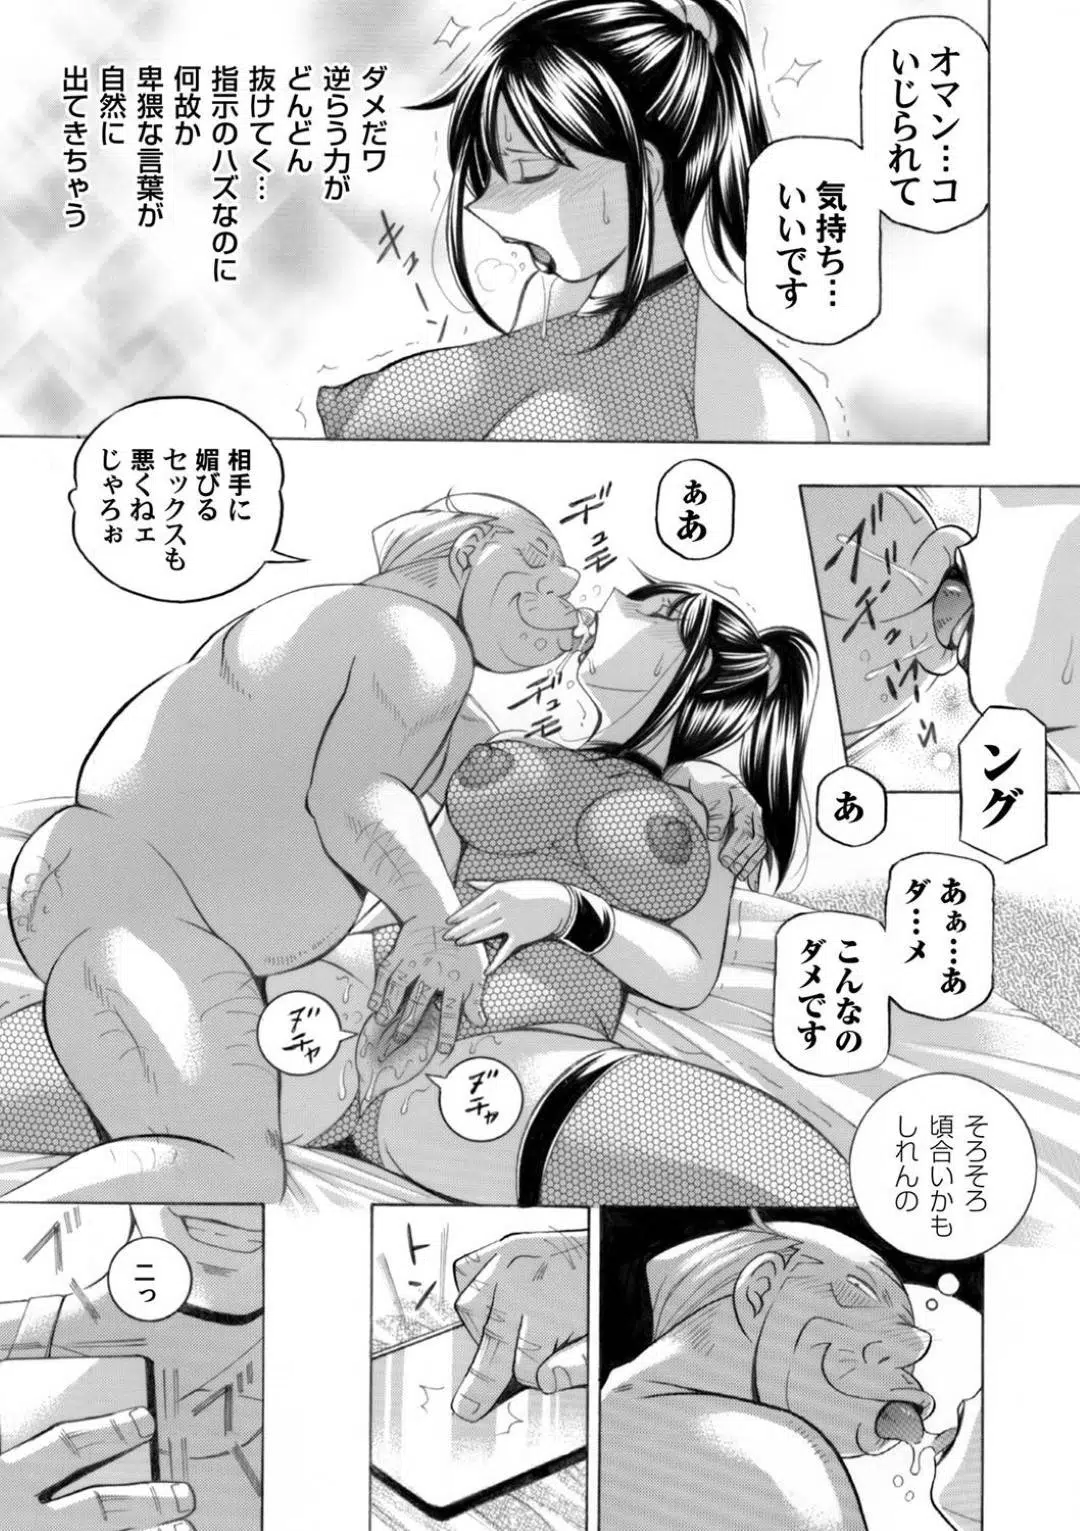 オマン…コ
いじられて
気持ち…
いいです
ダメだワ
逆らう力が
どんどん
抜けてく…
指示のハズなのに
何故か
卑猥な言葉が
自然に
出てきちゃう
ング
あ
ぁあ
デュモ
デュモ
相手に
媚びる
セックスも
悪くねェ
じゃろぉ
あぁ…あ
ダ…メ
こんなの
ダメです
ヌ゛チャ
ヌ゛チャ
そろそろ
頃合いかも
しれんの
トン
ニっ